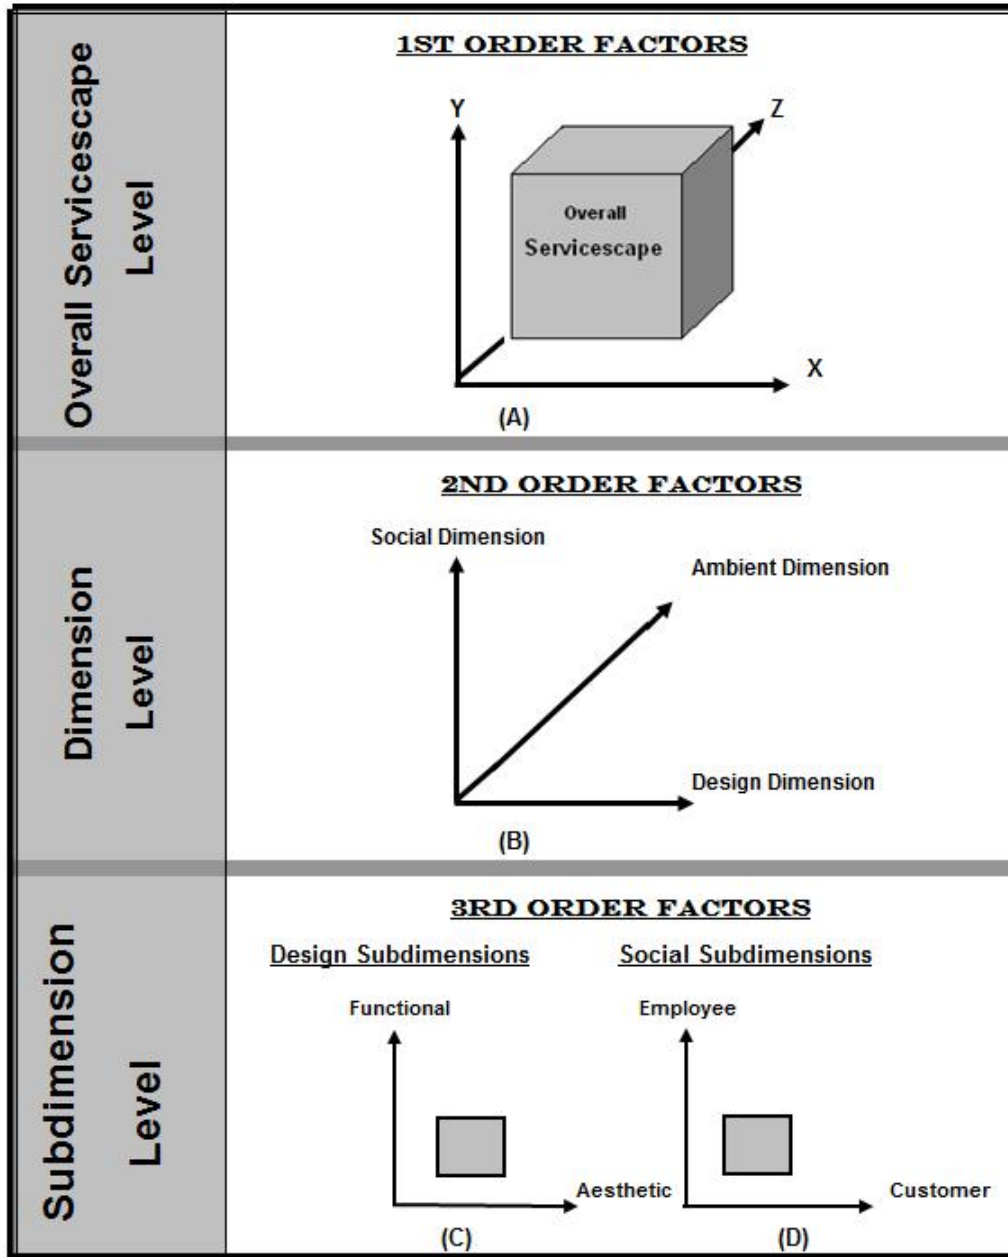 Overall Servicescape
Level
1ST ORDER FACTORS
Y
Z
Overall
Servicescape
X
(A)
Dimension
Level
2ND ORDER FACTORS
Social Dimension
Ambient Dimension
Design Dimension
(B)
Subdimension
Level
3RD ORDER FACTORS
Design Subdimensions
Social Subdimensions
Functional
Employee
Aesthetic
Customer
(C)
(D)